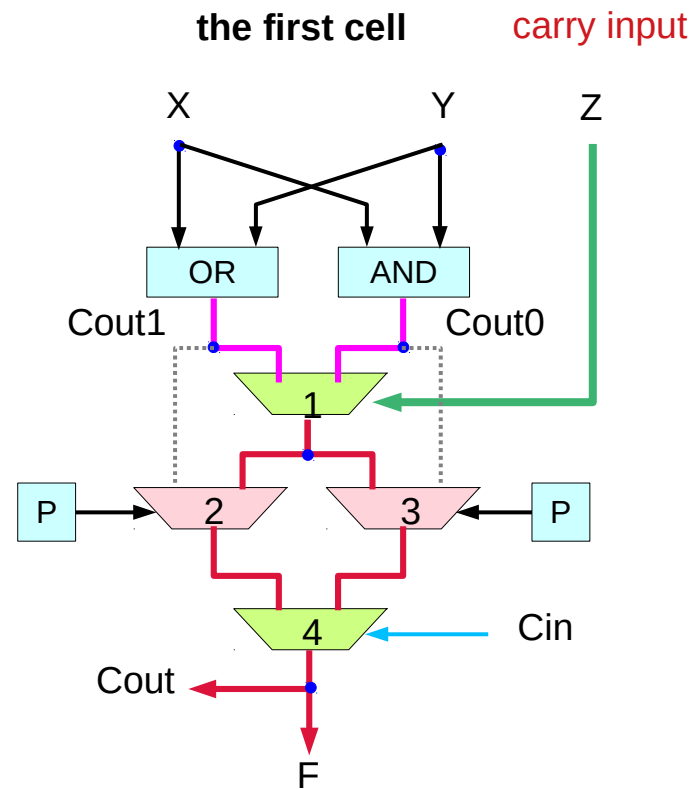 the first cell
carry input
X
Y
Z
OR
AND
Cout1
Cout0
1
P
2
3
P
4
Cin
Cout
F